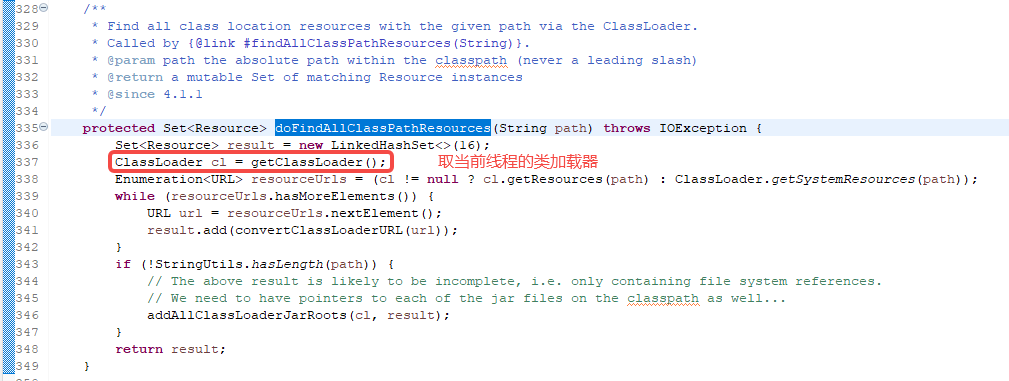 328 /**
329 * Find all class location resources with the given path via the ClassLoader.
330 * Called by {@link #findAllClassPathResources(String)}.
331 * @param path the absolute path within the classpath (never a leading slash)
332 * @return a mutable Set of matching Resource instances
333 * @since 4.1.1
334 */
335 protected Set<Resource> doFindAllClassPathResources(String path) throws IOException {
336 Set<Resource> result = new LinkedHashSet<>(16);
337 ClassLoader cl = getClassLoader(); 取当前线程的类加载器
338 Enumeration<URL> resourceUrls = (cl != null ? cl.getResources(path) : ClassLoader.getSystemResources(path));
339 while (resourceUrls.hasMoreElements()) {
340 URL url = resourceUrls.nextElement();
341 result.add(convertClassLoaderURL(url));
342 }
343 if (!StringUtils.hasLength(path)) {
344 // The above result is likely to be incomplete, i.e. only containing file system references.
345 // We need to have pointers to each of the jar files on the classpath as well...
346 addAllClassLoaderJarRoots(cl, result);
347 }
348 return result;
349 }